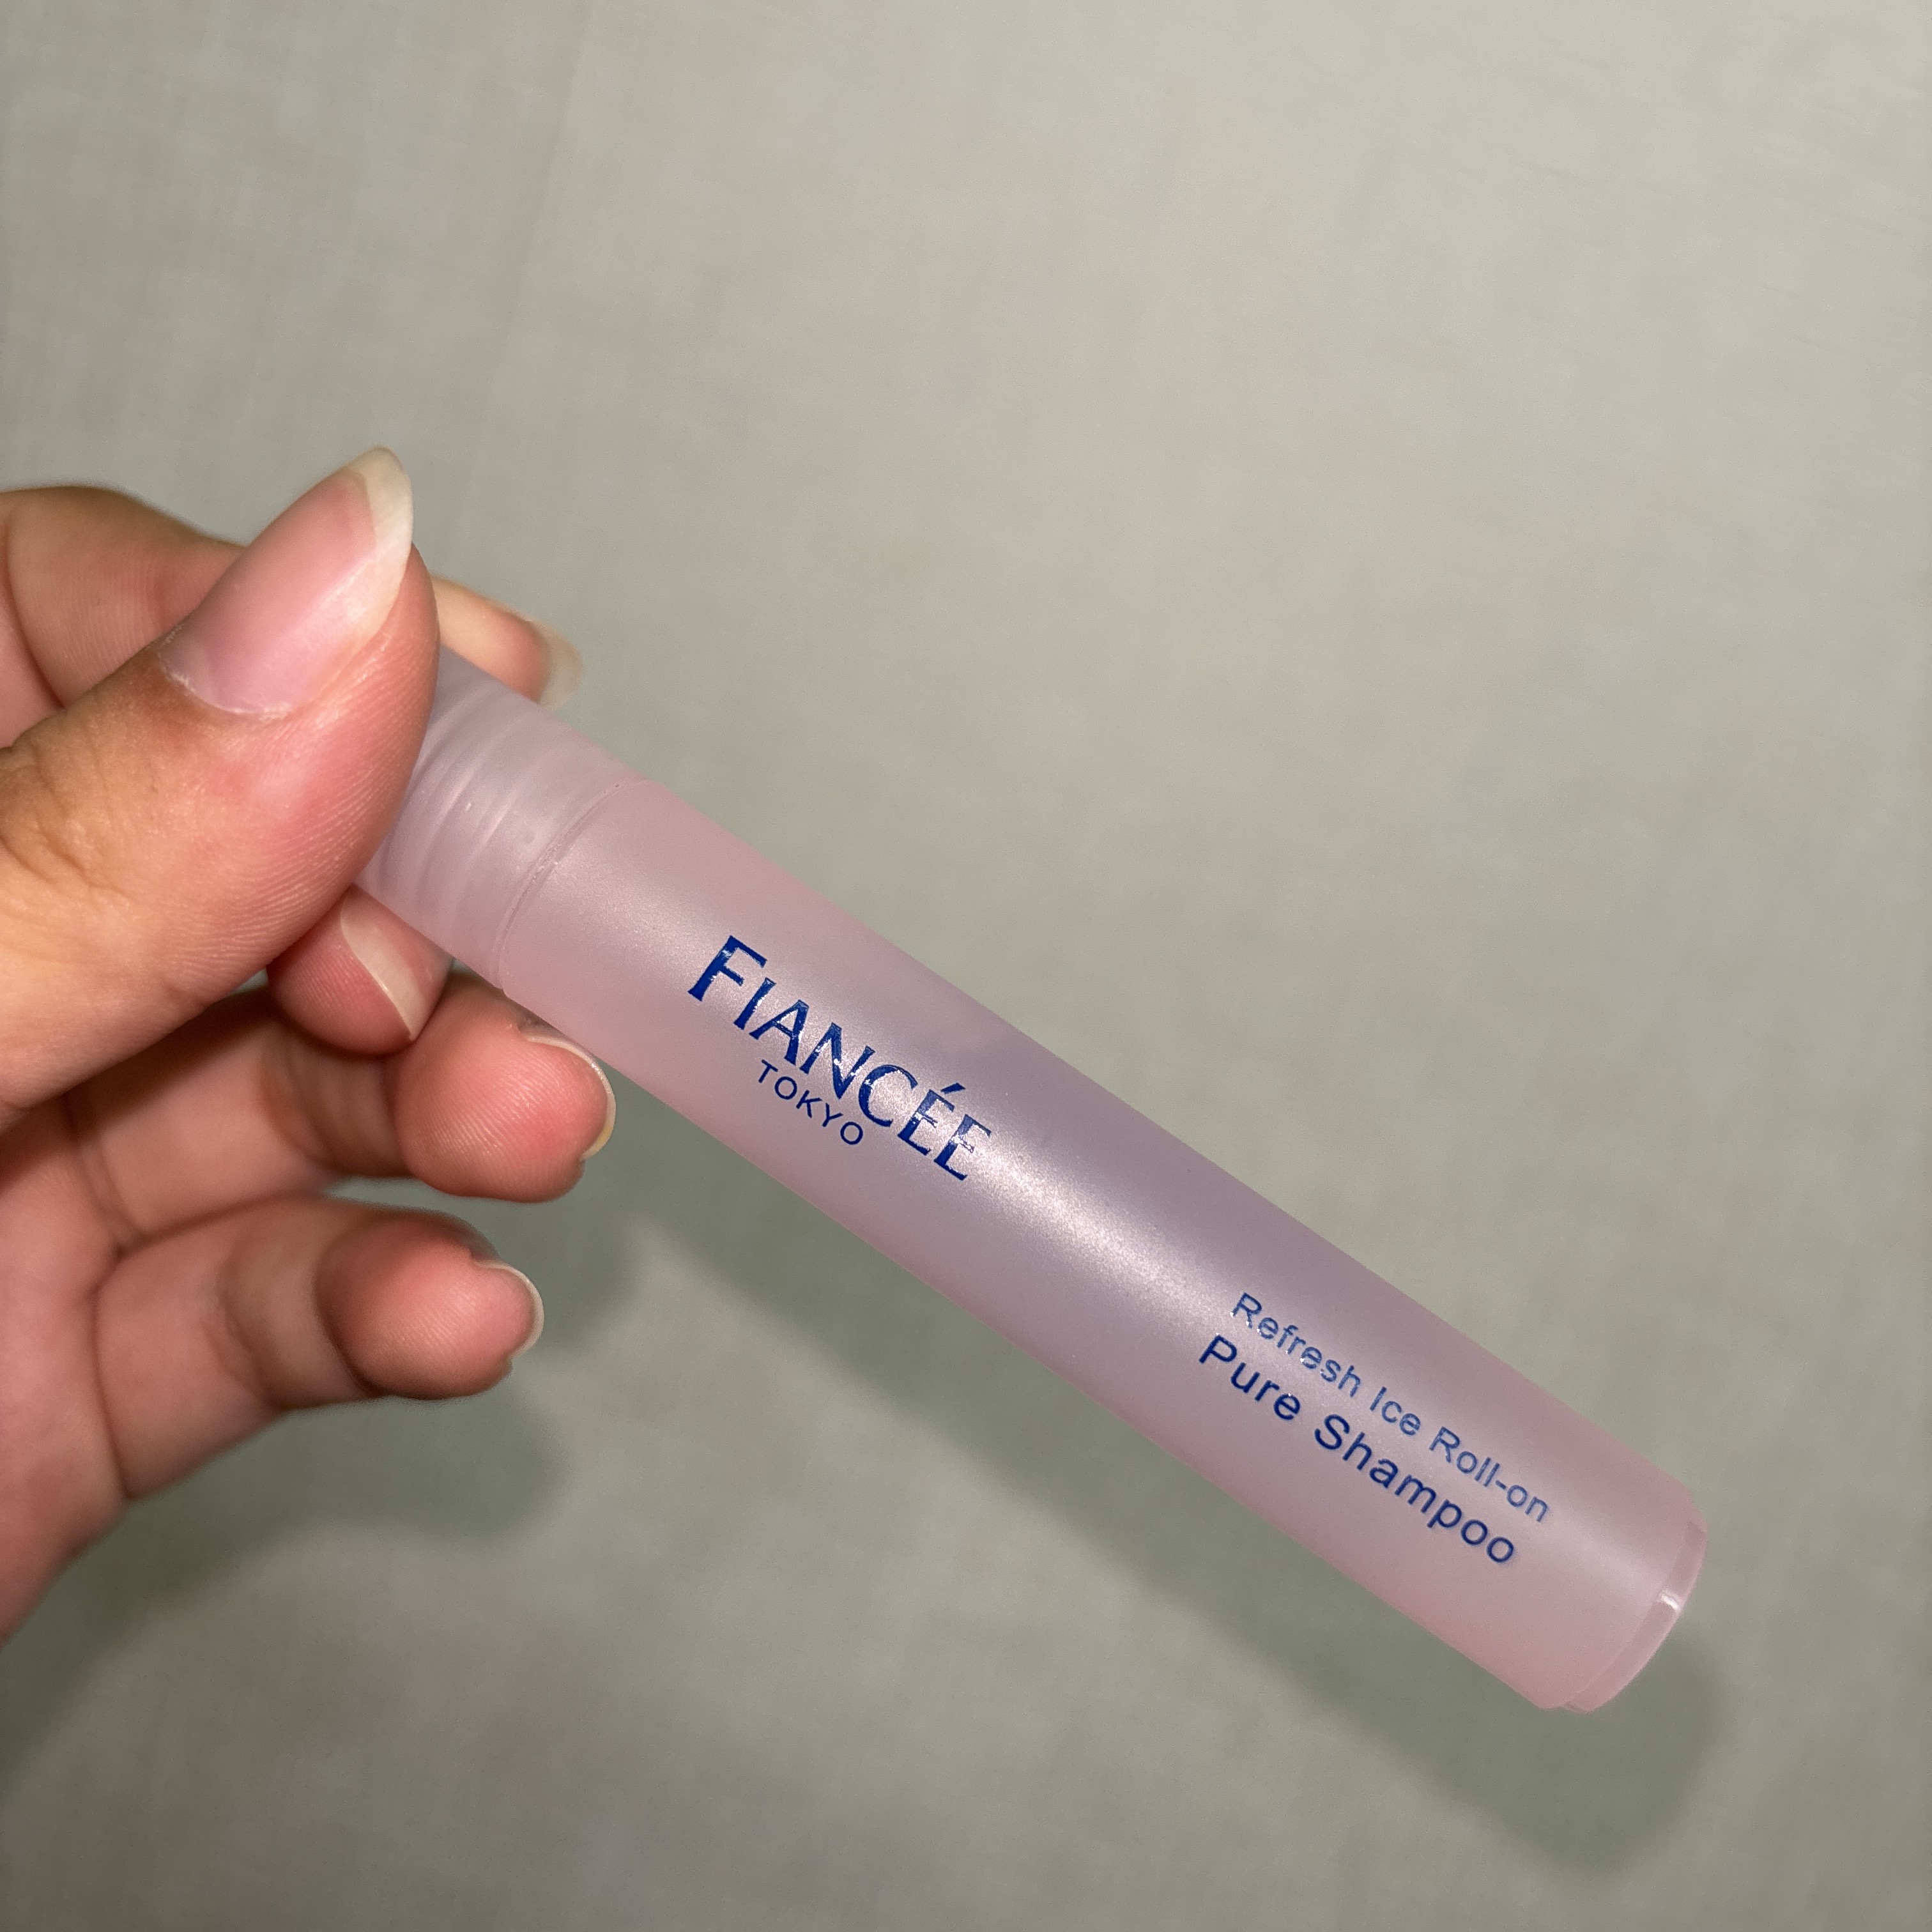 FIANCÉE
TOKYO
Refresh Ice Roll-on
Pure Shampoo